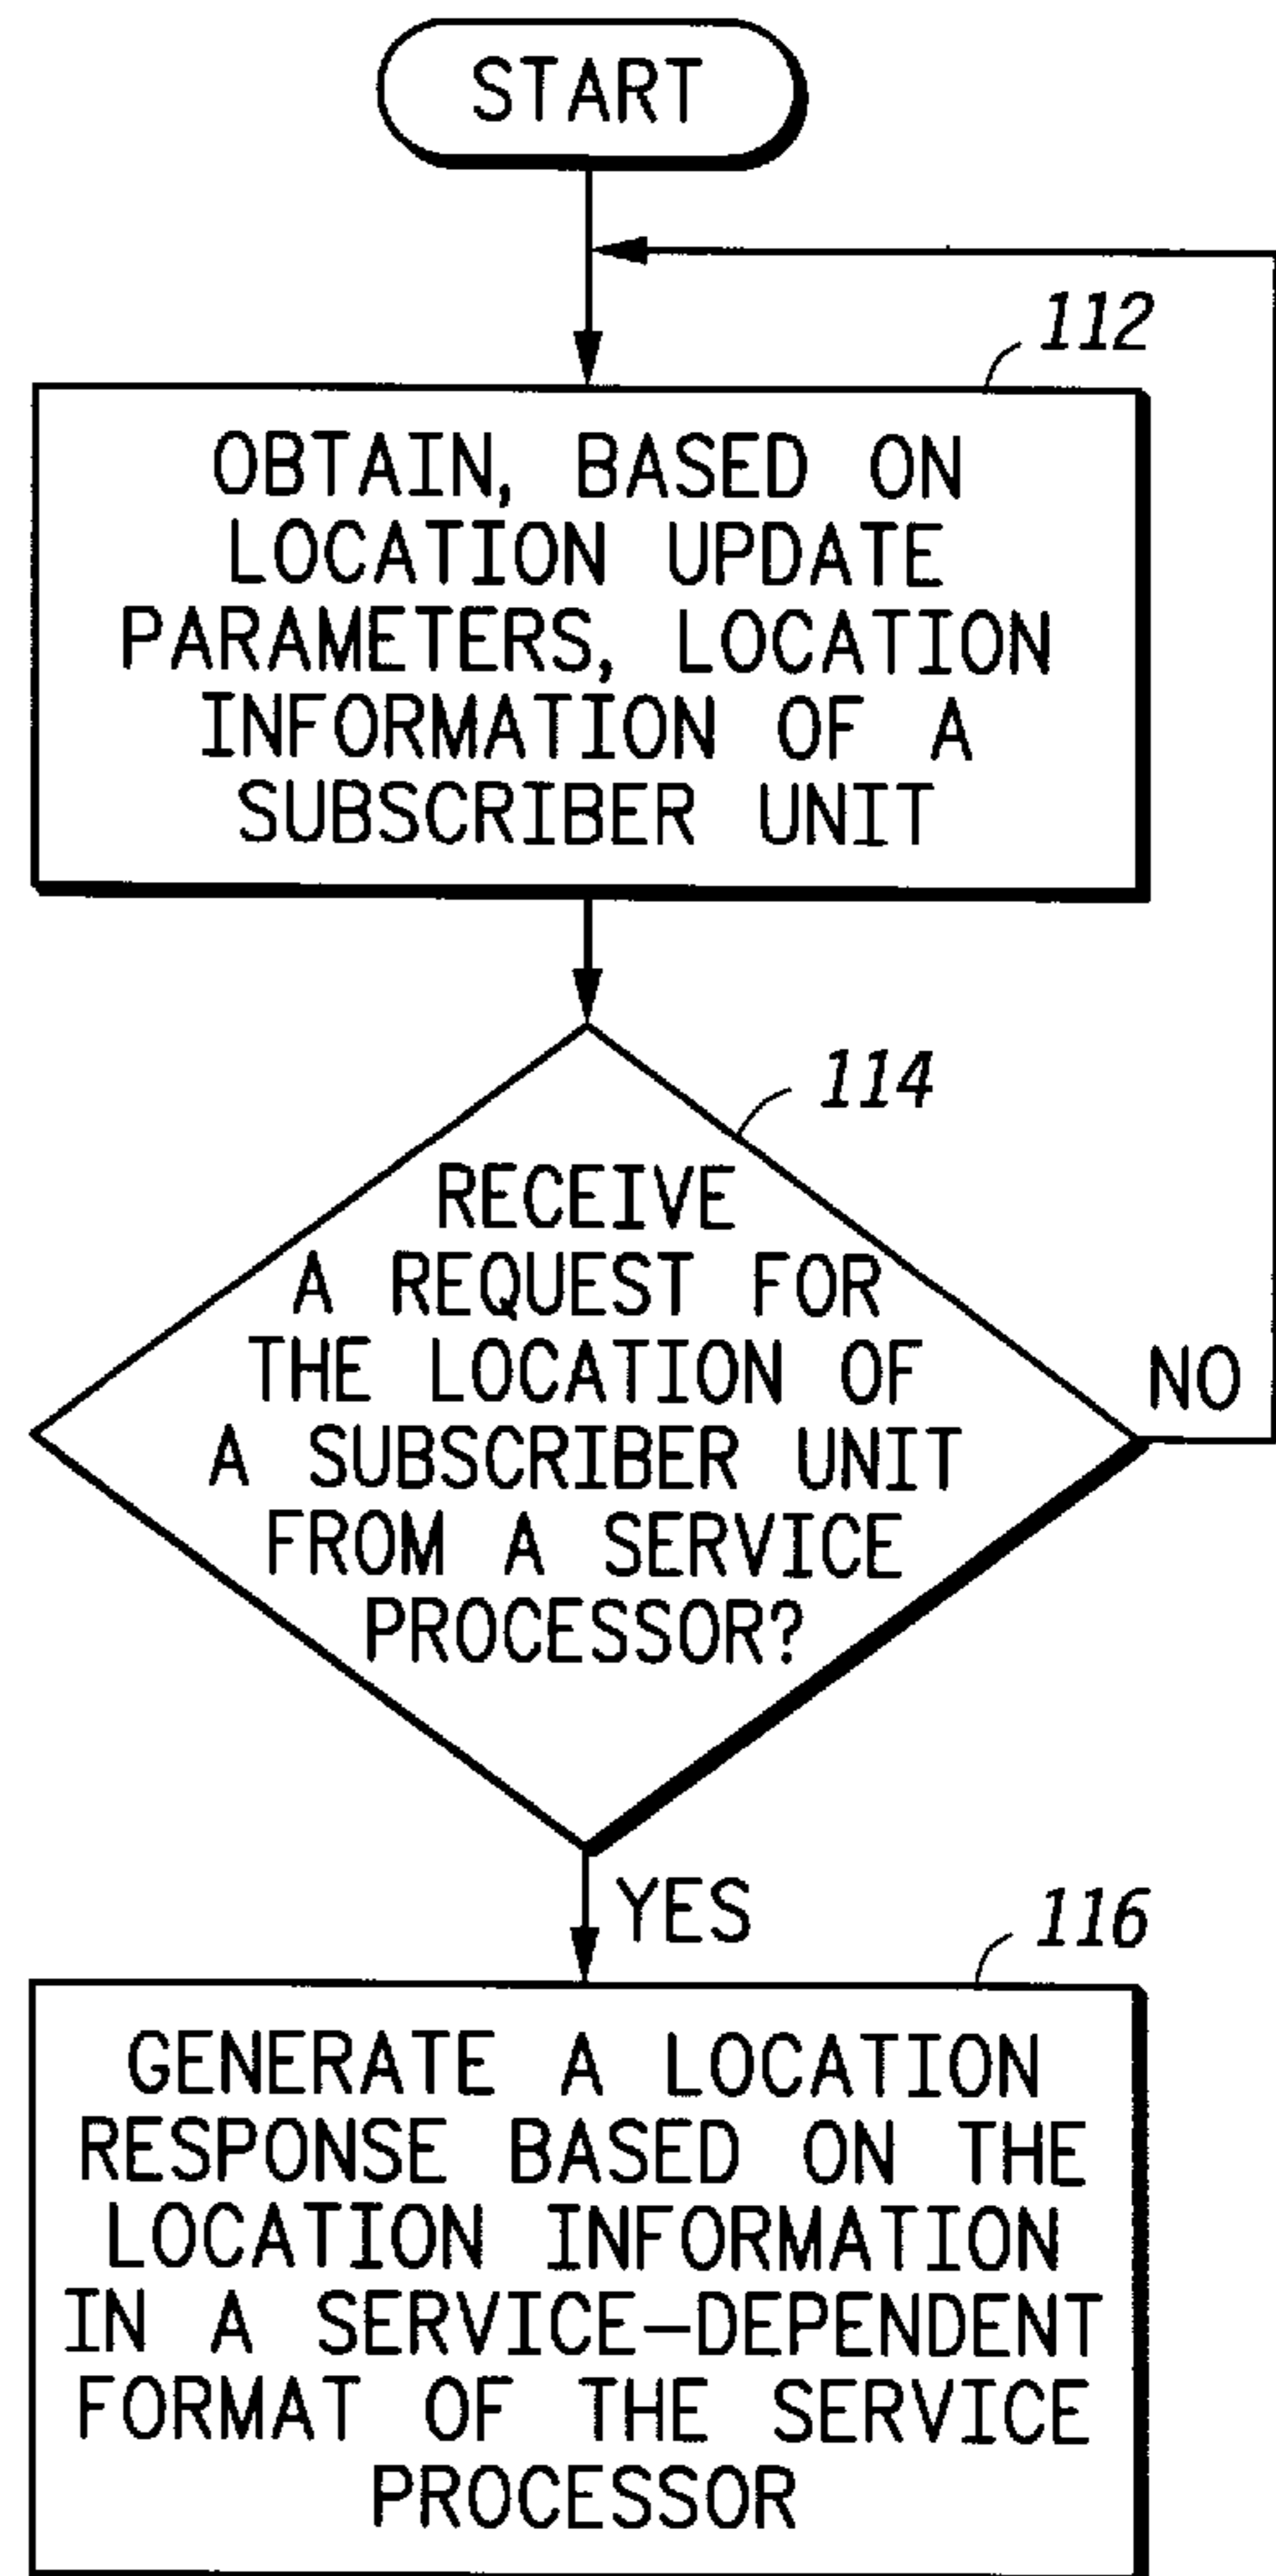 START
112
OBTAIN, BASED ON
LOCATION UPDATE
PARAMETERS, LOCATION
INFORMATION OF A
SUBSCRIBER UNIT
114
RECEIVE
A REQUEST FOR
THE LOCATION OF
A SUBSCRIBER UNIT
FROM A SERVICE
PROCESSOR?
NO
YES
116
GENERATE A LOCATION
RESPONSE BASED ON THE
LOCATION INFORMATION
IN A SERVICE-DEPENDENT
FORMAT OF THE SERVICE
PROCESSOR